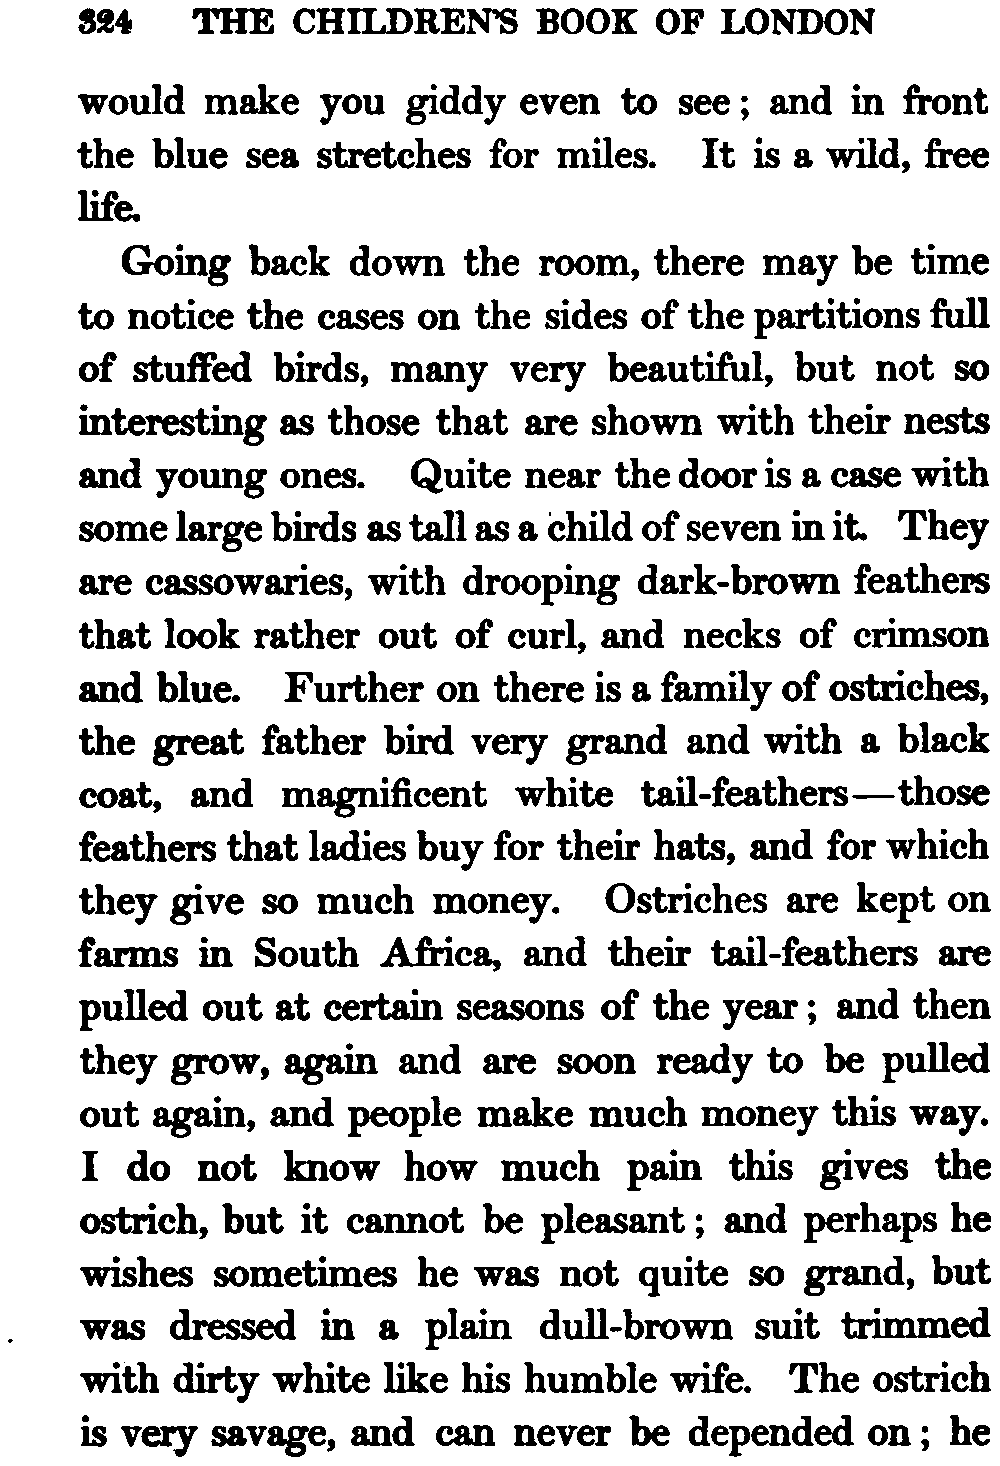 324 THE CHILDREN'S BOOK OF LONDON
would make you giddy even to see; and in front
the blue sea stretches for miles. It is a wild, free
life.
Going back down the room, there may be time
to notice the cases on the sides of the partitions full
of stuffed birds, many very beautiful, but not so
interesting as those that are shown with their nests
and young ones. Quite near the door is a case with
some large birds as tall as a child of seven in it. They
are cassowaries, with drooping dark-brown feathers
that look rather out of curl, and necks of crimson
and blue. Further on there is a family of ostriches,
the great father bird very grand and with a black
coat, and magnificent white tail-feathers—those
feathers that ladies buy for their hats, and for which
they give so much money. Ostriches are kept on
farms in South Africa, and their tail-feathers are
pulled out at certain seasons of the year; and then
they grow, again and are soon ready to be pulled
out again, and people make much money this way.
I do not know how much pain this gives the
ostrich, but it cannot be pleasant; and perhaps he
wishes sometimes he was not quite so grand, but
was dressed in a plain dull-brown suit trimmed
with dirty white like his humble wife. The ostrich
is very savage, and can never be depended on; he